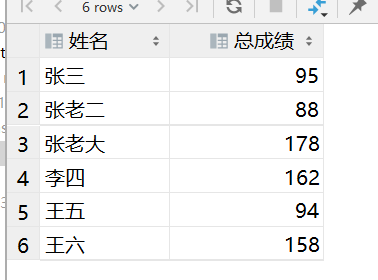 6 rows
姓名 总成绩
1 张三 95
2 张老二 88
3 张老大 178
4 李四 162
5 王五 94
6 王六 158